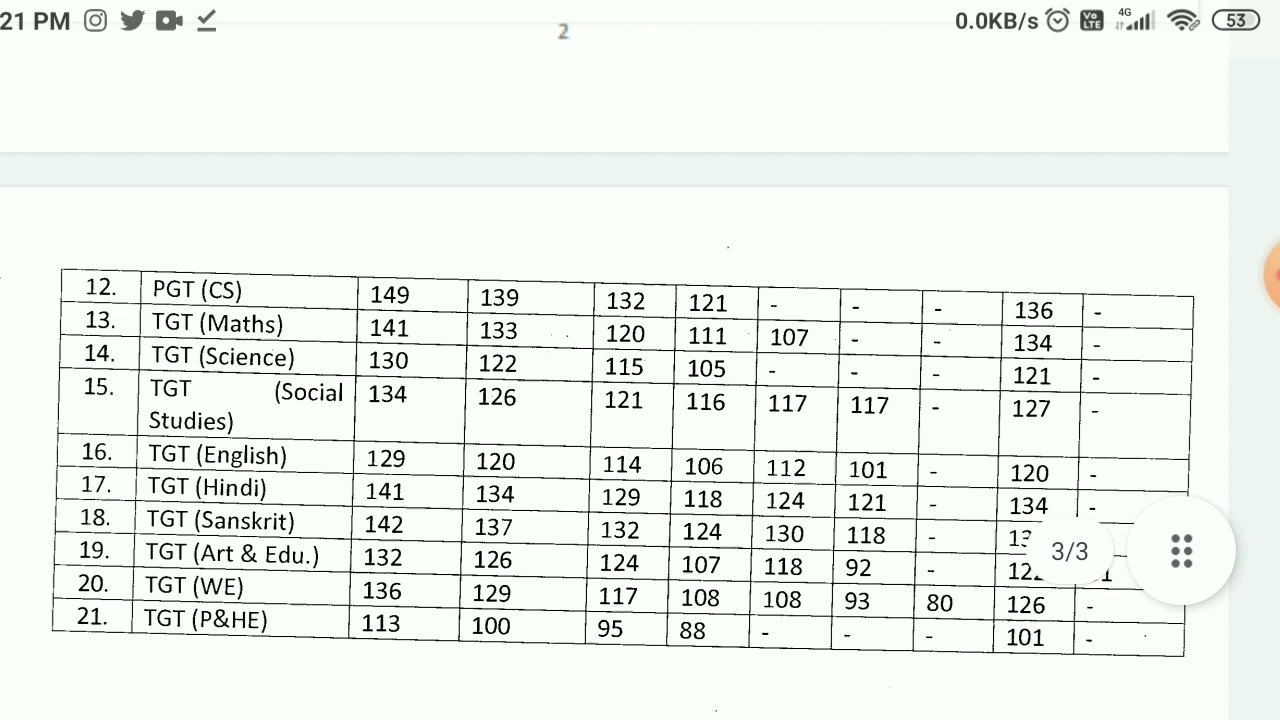 21 PM 0.0KB/s Vo LTE 4G 53
2
12. PGT (CS) 149 139 132 121 - - - 136 -
13. TGT (Maths) 141 133 120 111 107 - - 134 -
14. TGT (Science) 130 122 115 105 - - - 121 -
15. TGT (Social 134 126 121 116 117 117 - 127 -
Studies)
16. TGT (English) 129 120 114 106 112 101 - 120 -
17. TGT (Hindi) 141 134 129 118 124 121 - 134 -
18. TGT (Sanskrit) 142 137 132 124 130 118 -
3/3
19. TGT (Art & Edu.) 132 126 124 107 118 92 -
20. TGT (WE) 136 129 117 108 108 93 80 126 -
21. TGT (P&HE) 113 100 95 88 - - - 101 -